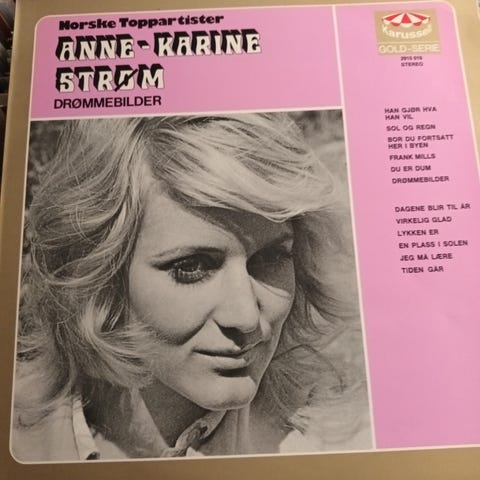 Norske Toppartister
ANNE-KARINE
STRØM
DRØMMEBILDER
Karussell
GOLD-SERIE
2915 016
STEREO
HAN GJØR HVA
HAN VIL
SOL OG REGN
BOR DU FORTSATT
HER I BYEN
FRANK MILLS
DU ER DUM
DRØMMEBILDER
DAGENE BLIR TIL ÅR
VIRKELIG GLAD
LYKKEN ER
EN PLASS I SOLEN
JEG MÅ LÆRE
TIDEN GÅR